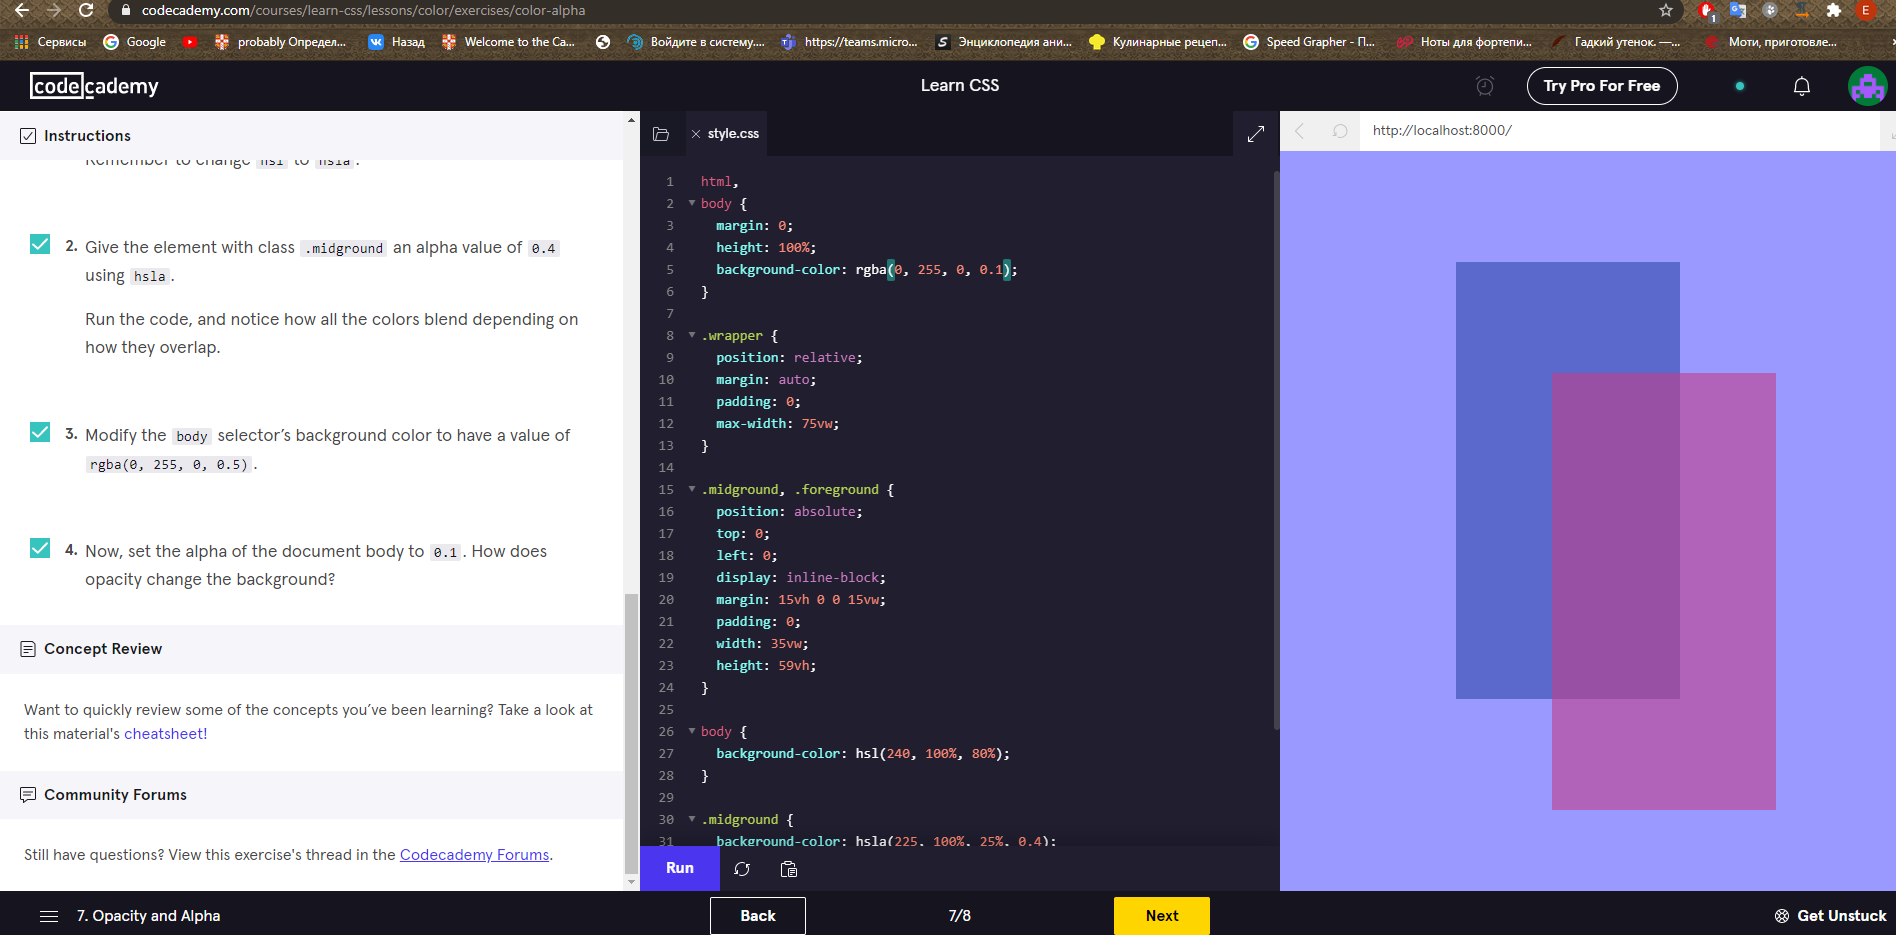 codecademy.com/courses/learn-css/lessons/color/exercises/color-alpha
1
E
Сервисы Google probably Определ... Назад Welcome to the Ca... Войдите в систему.... https://teams.micro... Энциклопедия ани... Кулинарные рецеп... Speed Grapher - П... Ноты для фортепи... Гадкий утенок. —... Моти, приготовле...
codecademy
Learn CSS
Try Pro For Free
Instructions
Remember to change hsl to hsla.
2. Give the element with class .midground an alpha value of 0.4
using hsla.
Run the code, and notice how all the colors blend depending on
how they overlap.
3. Modify the body selector’s background color to have a value of
rgba(0, 255, 0, 0.5).
4. Now, set the alpha of the document body to 0.1. How does
opacity change the background?
Concept Review
Want to quickly review some of the concepts you’ve been learning? Take a look at
this material's cheatsheet!
Community Forums
Still have questions? View this exercise's thread in the Codecademy Forums.
style.css
1 html,
2 body {
3 margin: 0;
4 height: 100%;
5 background-color: rgba(0, 255, 0, 0.1);
6 }
7
8 .wrapper {
9 position: relative;
10 margin: auto;
11 padding: 0;
12 max-width: 75vw;
13 }
14
15 .midground, .foreground {
16 position: absolute;
17 top: 0;
18 left: 0;
19 display: inline-block;
20 margin: 15vh 0 0 15vw;
21 padding: 0;
22 width: 35vw;
23 height: 59vh;
24 }
25
26 body {
27 background-color: hsl(240, 100%, 80%);
28 }
29
30 .midground {
31 background-color: hsla(225, 100%, 25%, 0.4);
Run
http://localhost:8000/
7. Opacity and Alpha
Back
7/8
Next
Get Unstuck